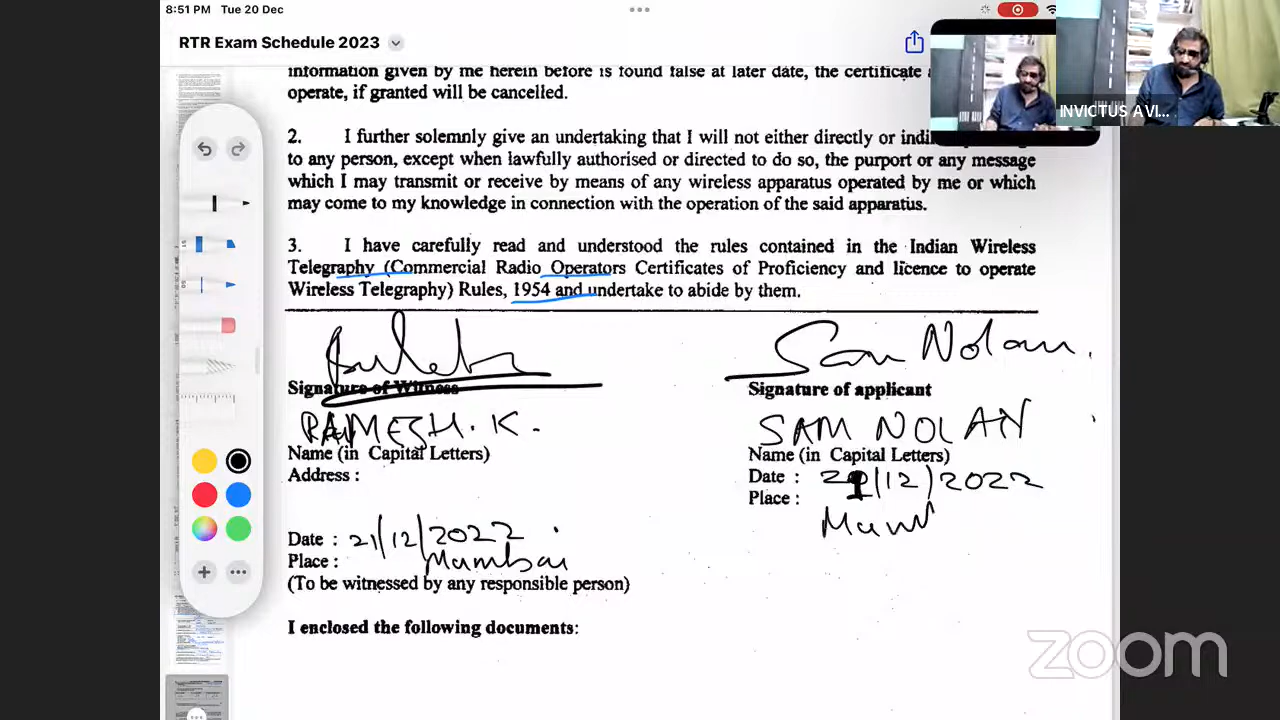 8:51 PM Tue 20 Dec
RTR Exam Schedule 2023
INVICTUS AVI...
information given by me herein before is found false at later date, the certificate a
operate, if granted will be cancelled.
2. I further solemnly give an undertaking that I will not either directly or indi
to any person, except when lawfully authorised or directed to do so, the purport or any message
which I may transmit or receive by means of any wireless apparatus operated by me or which
may come to my knowledge in connection with the operation of the said apparatus.
3. I have carefully read and understood the rules contained in the Indian Wireless
Telegraphy (Commercial Radio Operators Certificates of Proficiency and licence to operate
Wireless Telegraphy) Rules, 1954 and undertake to abide by them.
Sam Nolan.
Signature of Witness Signature of applicant
RAMESH. K. SAM NOLAN
Name (in Capital Letters) Name (in Capital Letters)
Address : Date : 21/12/2022
Place :
Mum
Date : 21/12/2022
Place : Mumbai
(To be witnessed by any responsible person)
I enclosed the following documents:
zoom